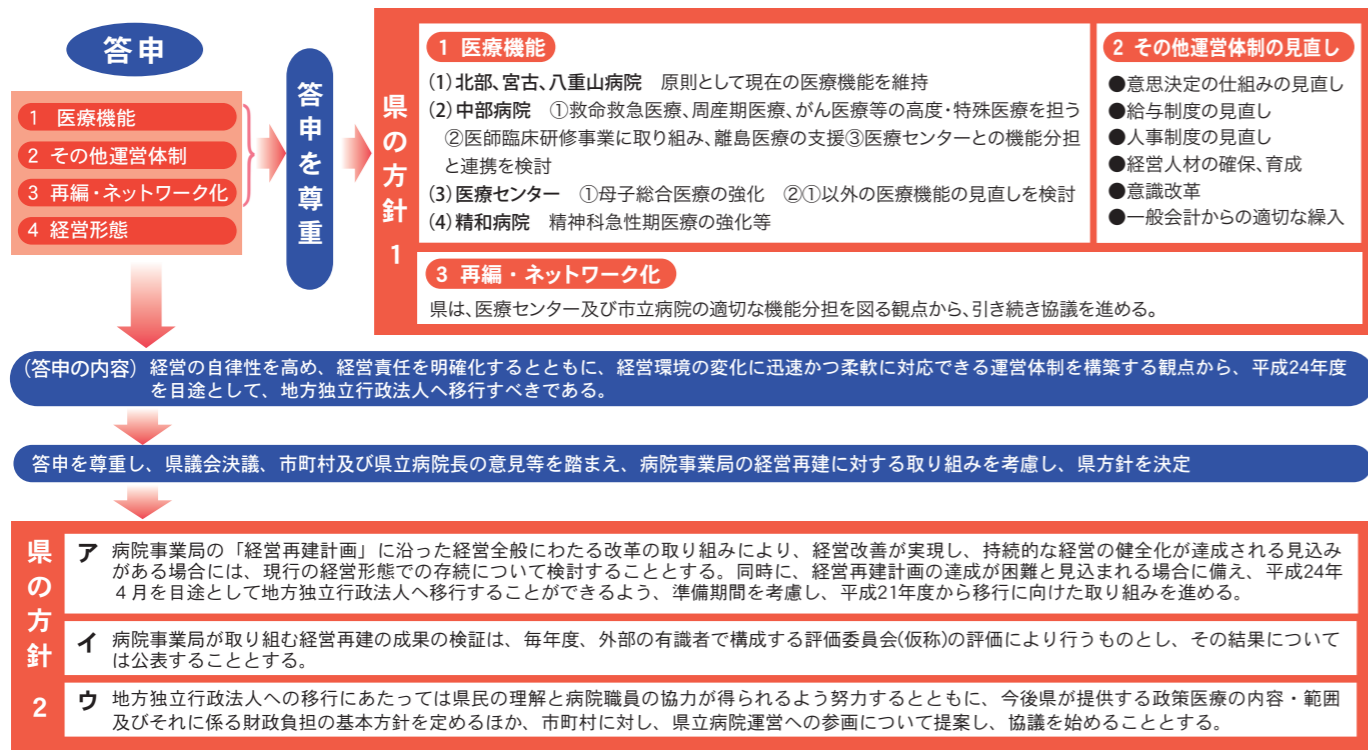 答申
1 医療機能
2 その他運営体制
3 再編・ネットワーク化
4 経営形態
答申を尊重
県の方針 1
1 医療機能
(1)北部、宮古、八重山病院 原則として現在の医療機能を維持
(2)中部病院 ①救命救急医療、周産期医療、がん医療等の高度・特殊医療を担う
②医師臨床研修事業に取り組み、離島医療の支援③医療センターとの機能分担
と連携を検討
(3)医療センター ①母子総合医療の強化 ②①以外の医療機能の見直しを検討
(4)精和病院 精神科急性期医療の強化等
2 その他運営体制の見直し
●意思決定の仕組みの見直し
●給与制度の見直し
●人事制度の見直し
●経営人材の確保、育成
●意識改革
●一般会計からの適切な繰入
3 再編・ネットワーク化
県は、医療センター及び市立病院の適切な機能分担を図る観点から、引き続き協議を進める。
(答申の内容) 経営の自律性を高め、経営責任を明確化するとともに、経営環境の変化に迅速かつ柔軟に対応できる運営体制を構築する観点から、平成24年度
を目途として、地方独立行政法人へ移行すべきである。
答申を尊重し、県議会決議、市町村及び県立病院長の意見等を踏まえ、病院事業局の経営再建に対する取り組みを考慮し、県方針を決定
県の方針 2
ア 病院事業局の「経営再建計画」に沿った経営全般にわたる改革の取り組みにより、経営改善が実現し、持続的な経営の健全化が達成される見込み
がある場合には、現行の経営形態での存続について検討することとする。同時に、経営再建計画の達成が困難と見込まれる場合に備え、平成24年
4月を目途として地方独立行政法人へ移行することができるよう、準備期間を考慮し、平成21年度から移行に向けた取り組みを進める。
イ 病院事業局が取り組む経営再建の成果の検証は、毎年度、外部の有識者で構成する評価委員会(仮称)の評価により行うものとし、その結果について
は公表することとする。
ウ 地方独立行政法人への移行にあたっては県民の理解と病院職員の協力が得られるよう努力するとともに、今後県が提供する政策医療の内容・範囲
及びそれに係る財政負担の基本方針を定めるほか、市町村に対し、県立病院運営への参画について提案し、協議を始めることとする。